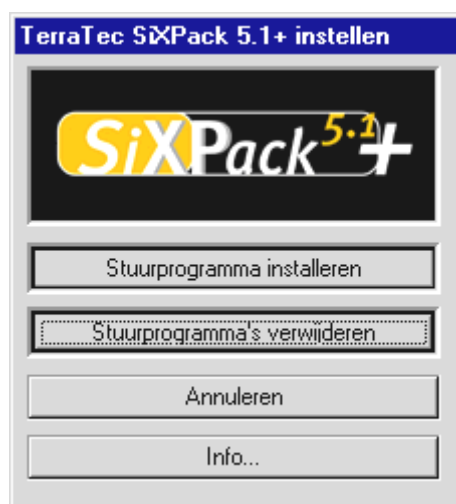 TerraTec SiXPack 5.1+ instellen
SiXPack 5.1+
Stuurprogramma installeren
Stuurprogramma's verwijderen
Annuleren
Info...